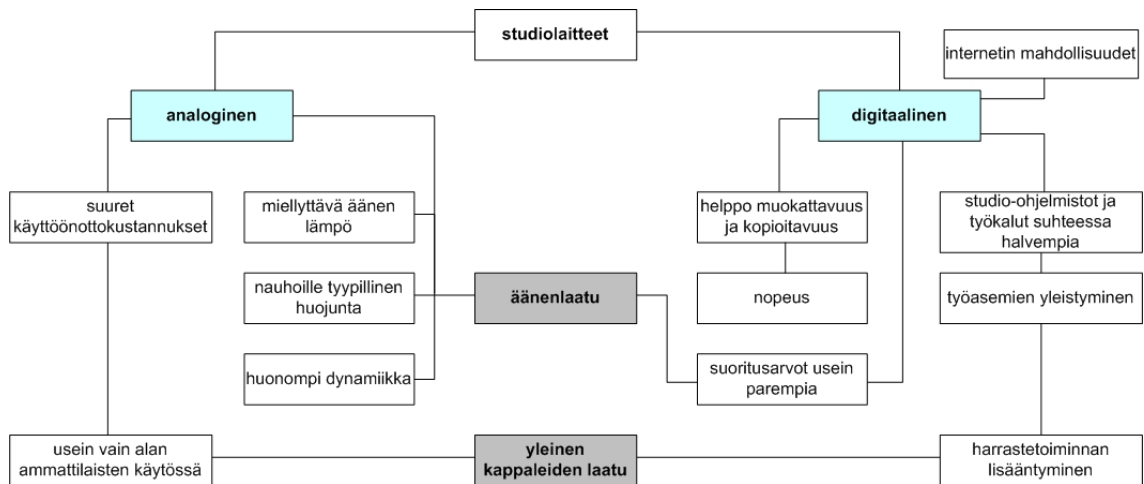 studiolaitteet
internetin mahdollisuudet
analoginen
digitaalinen
suuret
käyttöönottokustannukset
miellyttävä äänen
lämpö
helppo muokattavuus
ja kopioitavuus
studio-ohjelmistot ja
työkalut suhteessa
halvempia
nauhoille tyypillinen
huojunta
äänenlaatu
nopeus
työasemien yleistyminen
huonompi dynamiikka
suoritusarvot usein
parempia
usein vain alan
ammattilaisten käytössä
yleinen
kappaleiden laatu
harrastetoiminnan
lisääntyminen